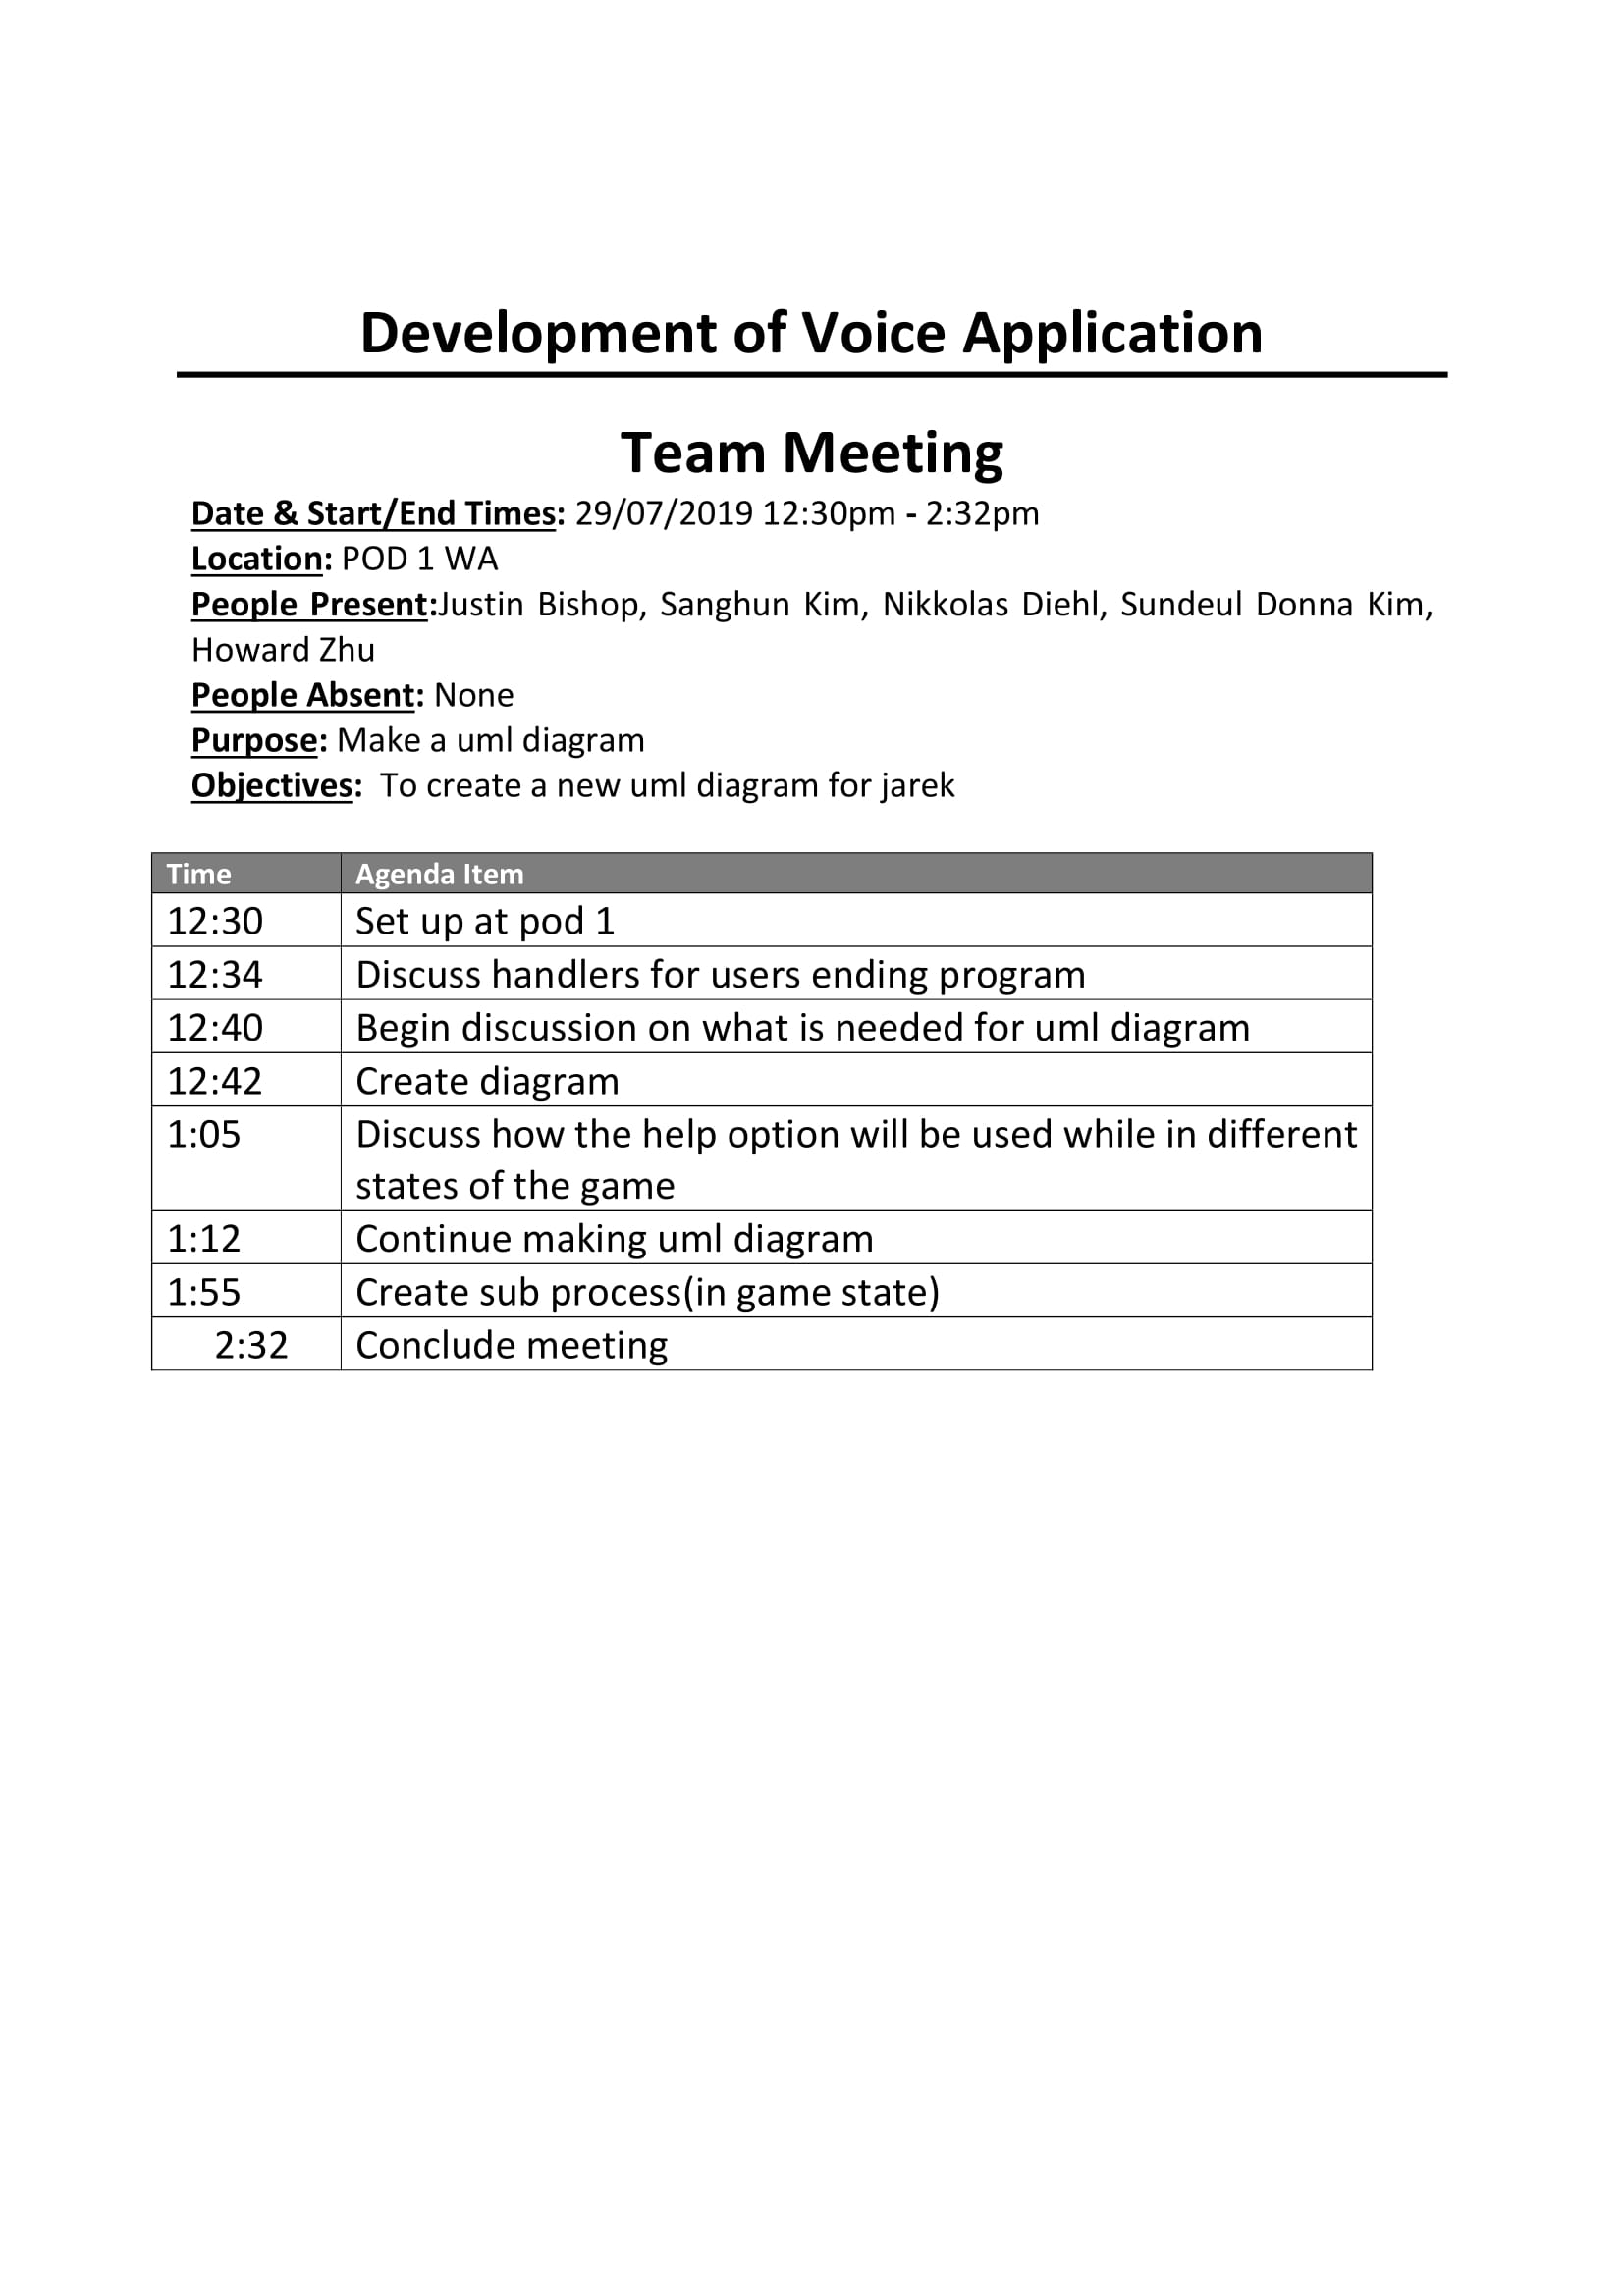 Development of Voice Application
Team Meeting
Date & Start/End Times: 29/07/2019 12:30pm - 2:32pm
Location: POD 1 WA
People Present:Justin Bishop, Sanghun Kim, Nikkolas Diehl, Sundeul Donna Kim,
Howard Zhu
People Absent: None
Purpose: Make a uml diagram
Objectives: To create a new uml diagram for jarek
Time Agenda Item
12:30 Set up at pod 1
12:34 Discuss handlers for users ending program
12:40 Begin discussion on what is needed for uml diagram
12:42 Create diagram
1:05 Discuss how the help option will be used while in different
states of the game
1:12 Continue making uml diagram
1:55 Create sub process(in game state)
2:32 Conclude meeting